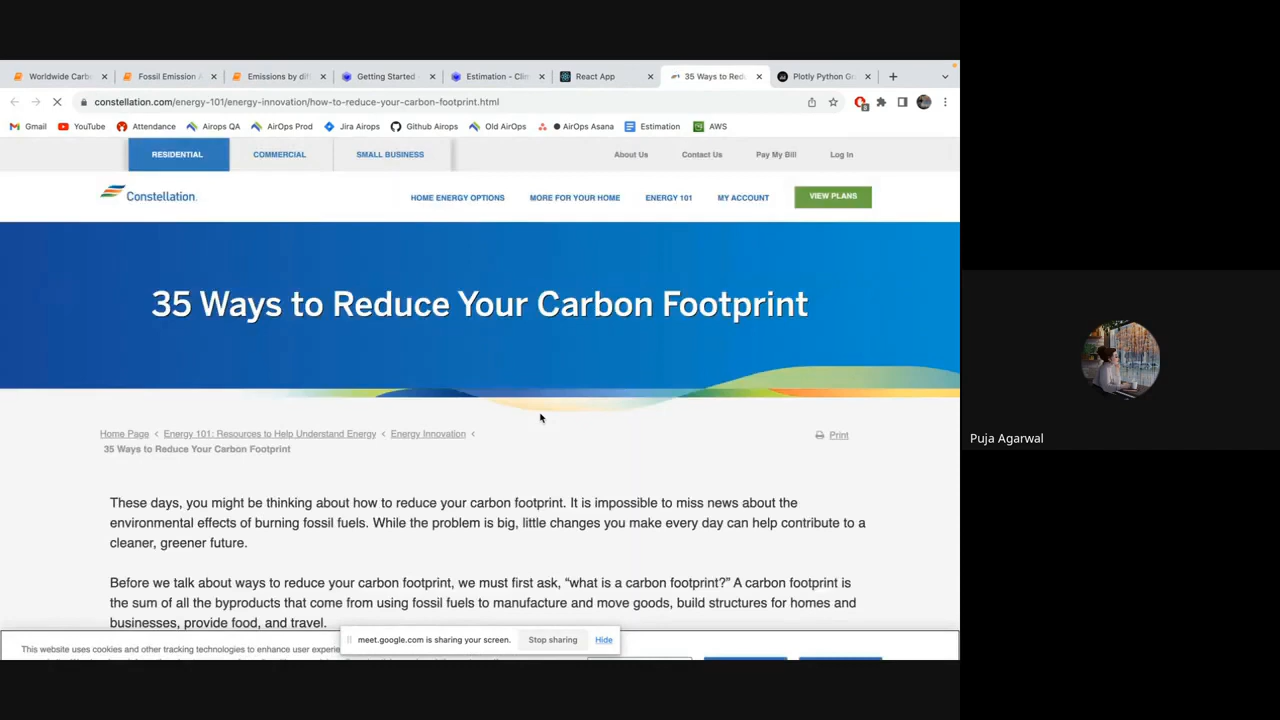 Worldwide Carb
Fossil Emission A
Emissions by dif
Getting Started -
Estimation - Clim
React App
35 Ways to Redu
Plotly Python Gr
constellation.com/energy-101/energy-innovation/how-to-reduce-your-carbon-footprint.html
Gmail
YouTube
Attendance
Airops QA
AirOps Prod
Jira Airops
Github Airops
Old AirOps
AirOps Asana
Estimation
AWS
RESIDENTIAL
COMMERCIAL
SMALL BUSINESS
About Us
Contact Us
Pay My Bill
Log In
Constellation.
HOME ENERGY OPTIONS
MORE FOR YOUR HOME
ENERGY 101
MY ACCOUNT
VIEW PLANS
35 Ways to Reduce Your Carbon Footprint
Home Page < Energy 101: Resources to Help Understand Energy < Energy Innovation <
Print
35 Ways to Reduce Your Carbon Footprint
Puja Agarwal
These days, you might be thinking about how to reduce your carbon footprint. It is impossible to miss news about the
environmental effects of burning fossil fuels. While the problem is big, little changes you make every day can help contribute to a
cleaner, greener future.
Before we talk about ways to reduce your carbon footprint, we must first ask, “what is a carbon footprint?” A carbon footprint is
the sum of all the byproducts that come from using fossil fuels to manufacture and move goods, build structures for homes and
businesses, provide food, and travel.
meet.google.com is sharing your screen.
Stop sharing
Hide
This website uses cookies and other tracking technologies to enhance user experie